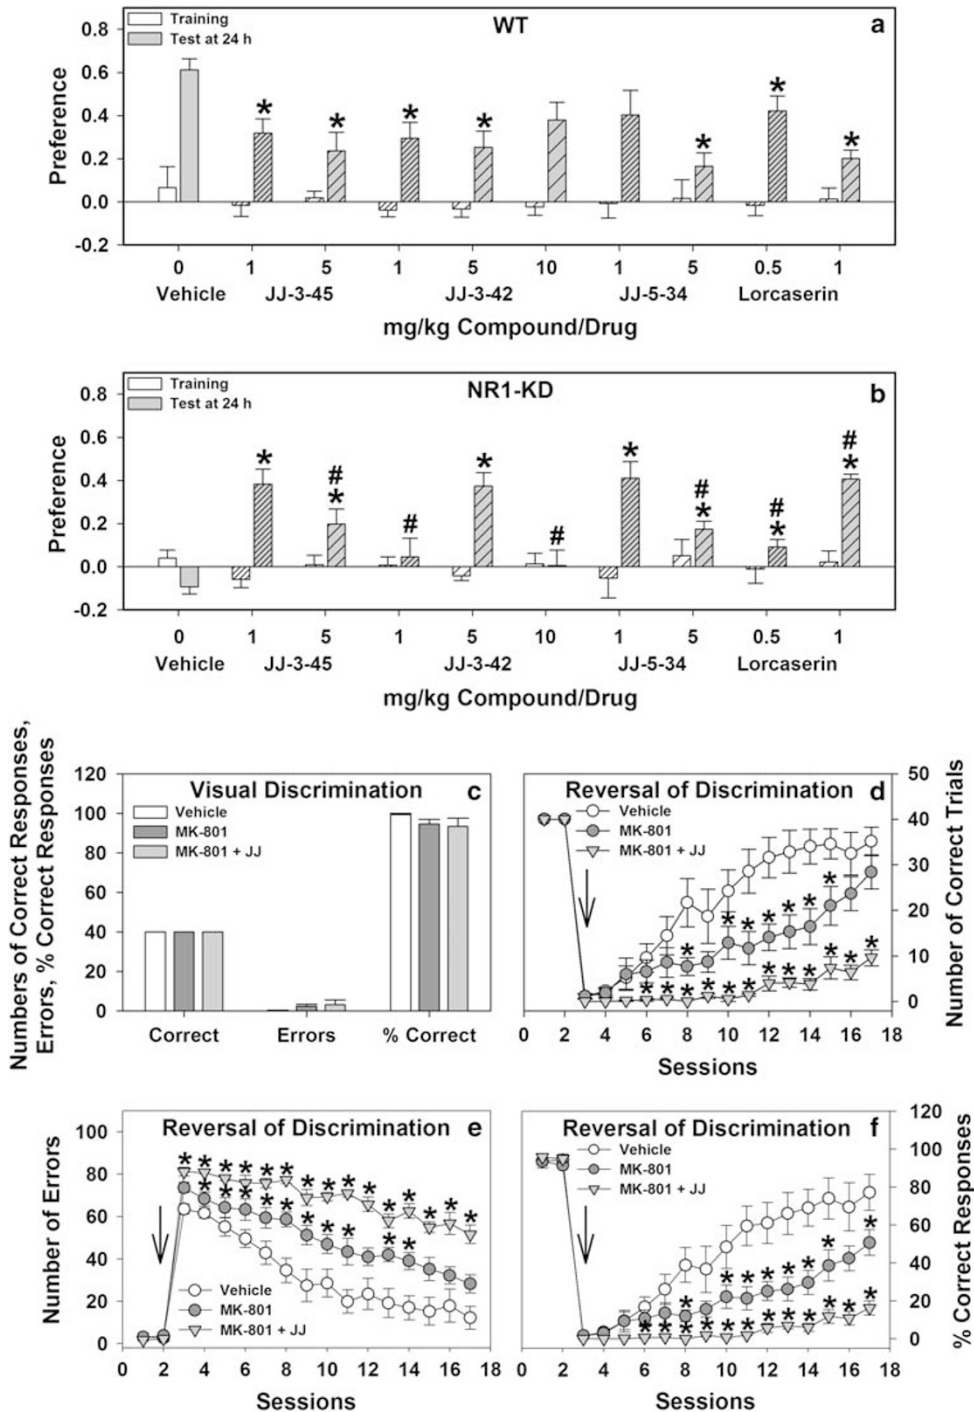 WT
a
Training
Test at 24 h
Preference
0.8
0.6
0.4
0.2
0.0
-0.2
* * * * * * *
0 1 5 1 5 10 1 5 0.5 1
Vehicle JJ-3-45 JJ-3-42 JJ-5-34 Lorcaserin
mg/kg Compound/Drug
NR1-KD
b
Training
Test at 24 h
Preference
0.8
0.6
0.4
0.2
0.0
-0.2
* # * # * # * # * # * # *
0 1 5 1 5 10 1 5 0.5 1
Vehicle JJ-3-45 JJ-3-42 JJ-5-34 Lorcaserin
mg/kg Compound/Drug
Visual Discrimination c
Vehicle
MK-801
MK-801 + JJ
Numbers of Correct Responses,
Errors, % Correct Responses
120
100
80
60
40
20
0
Correct Errors % Correct
Reversal of Discrimination d
Vehicle
MK-801
MK-801 + JJ
Number of Correct Trials
50
40
30
20
10
0
0 2 4 6 8 10 12 14 16 18
Sessions
Reversal of Discrimination e
Vehicle
MK-801
MK-801 + JJ
Number of Errors
100
80
60
40
20
0
0 2 4 6 8 10 12 14 16 18
Sessions
Reversal of Discrimination f
Vehicle
MK-801
MK-801 + JJ
% Correct Responses
120
100
80
60
40
20
0
0 2 4 6 8 10 12 14 16 18
Sessions